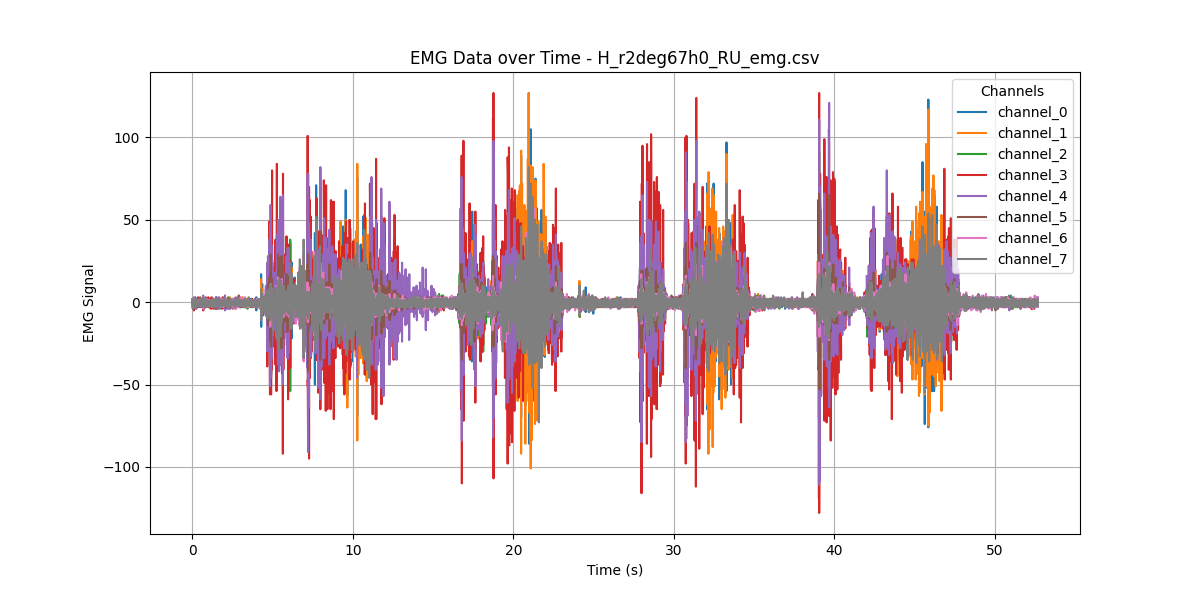 EMG Data over Time - H_r2deg67h0_RU_emg.csv
Channels
channel_0
channel_1
channel_2
channel_3
channel_4
channel_5
channel_6
channel_7
EMG Signal
100
50
0
−50
−100
0 10 20 30 40 50
Time (s)